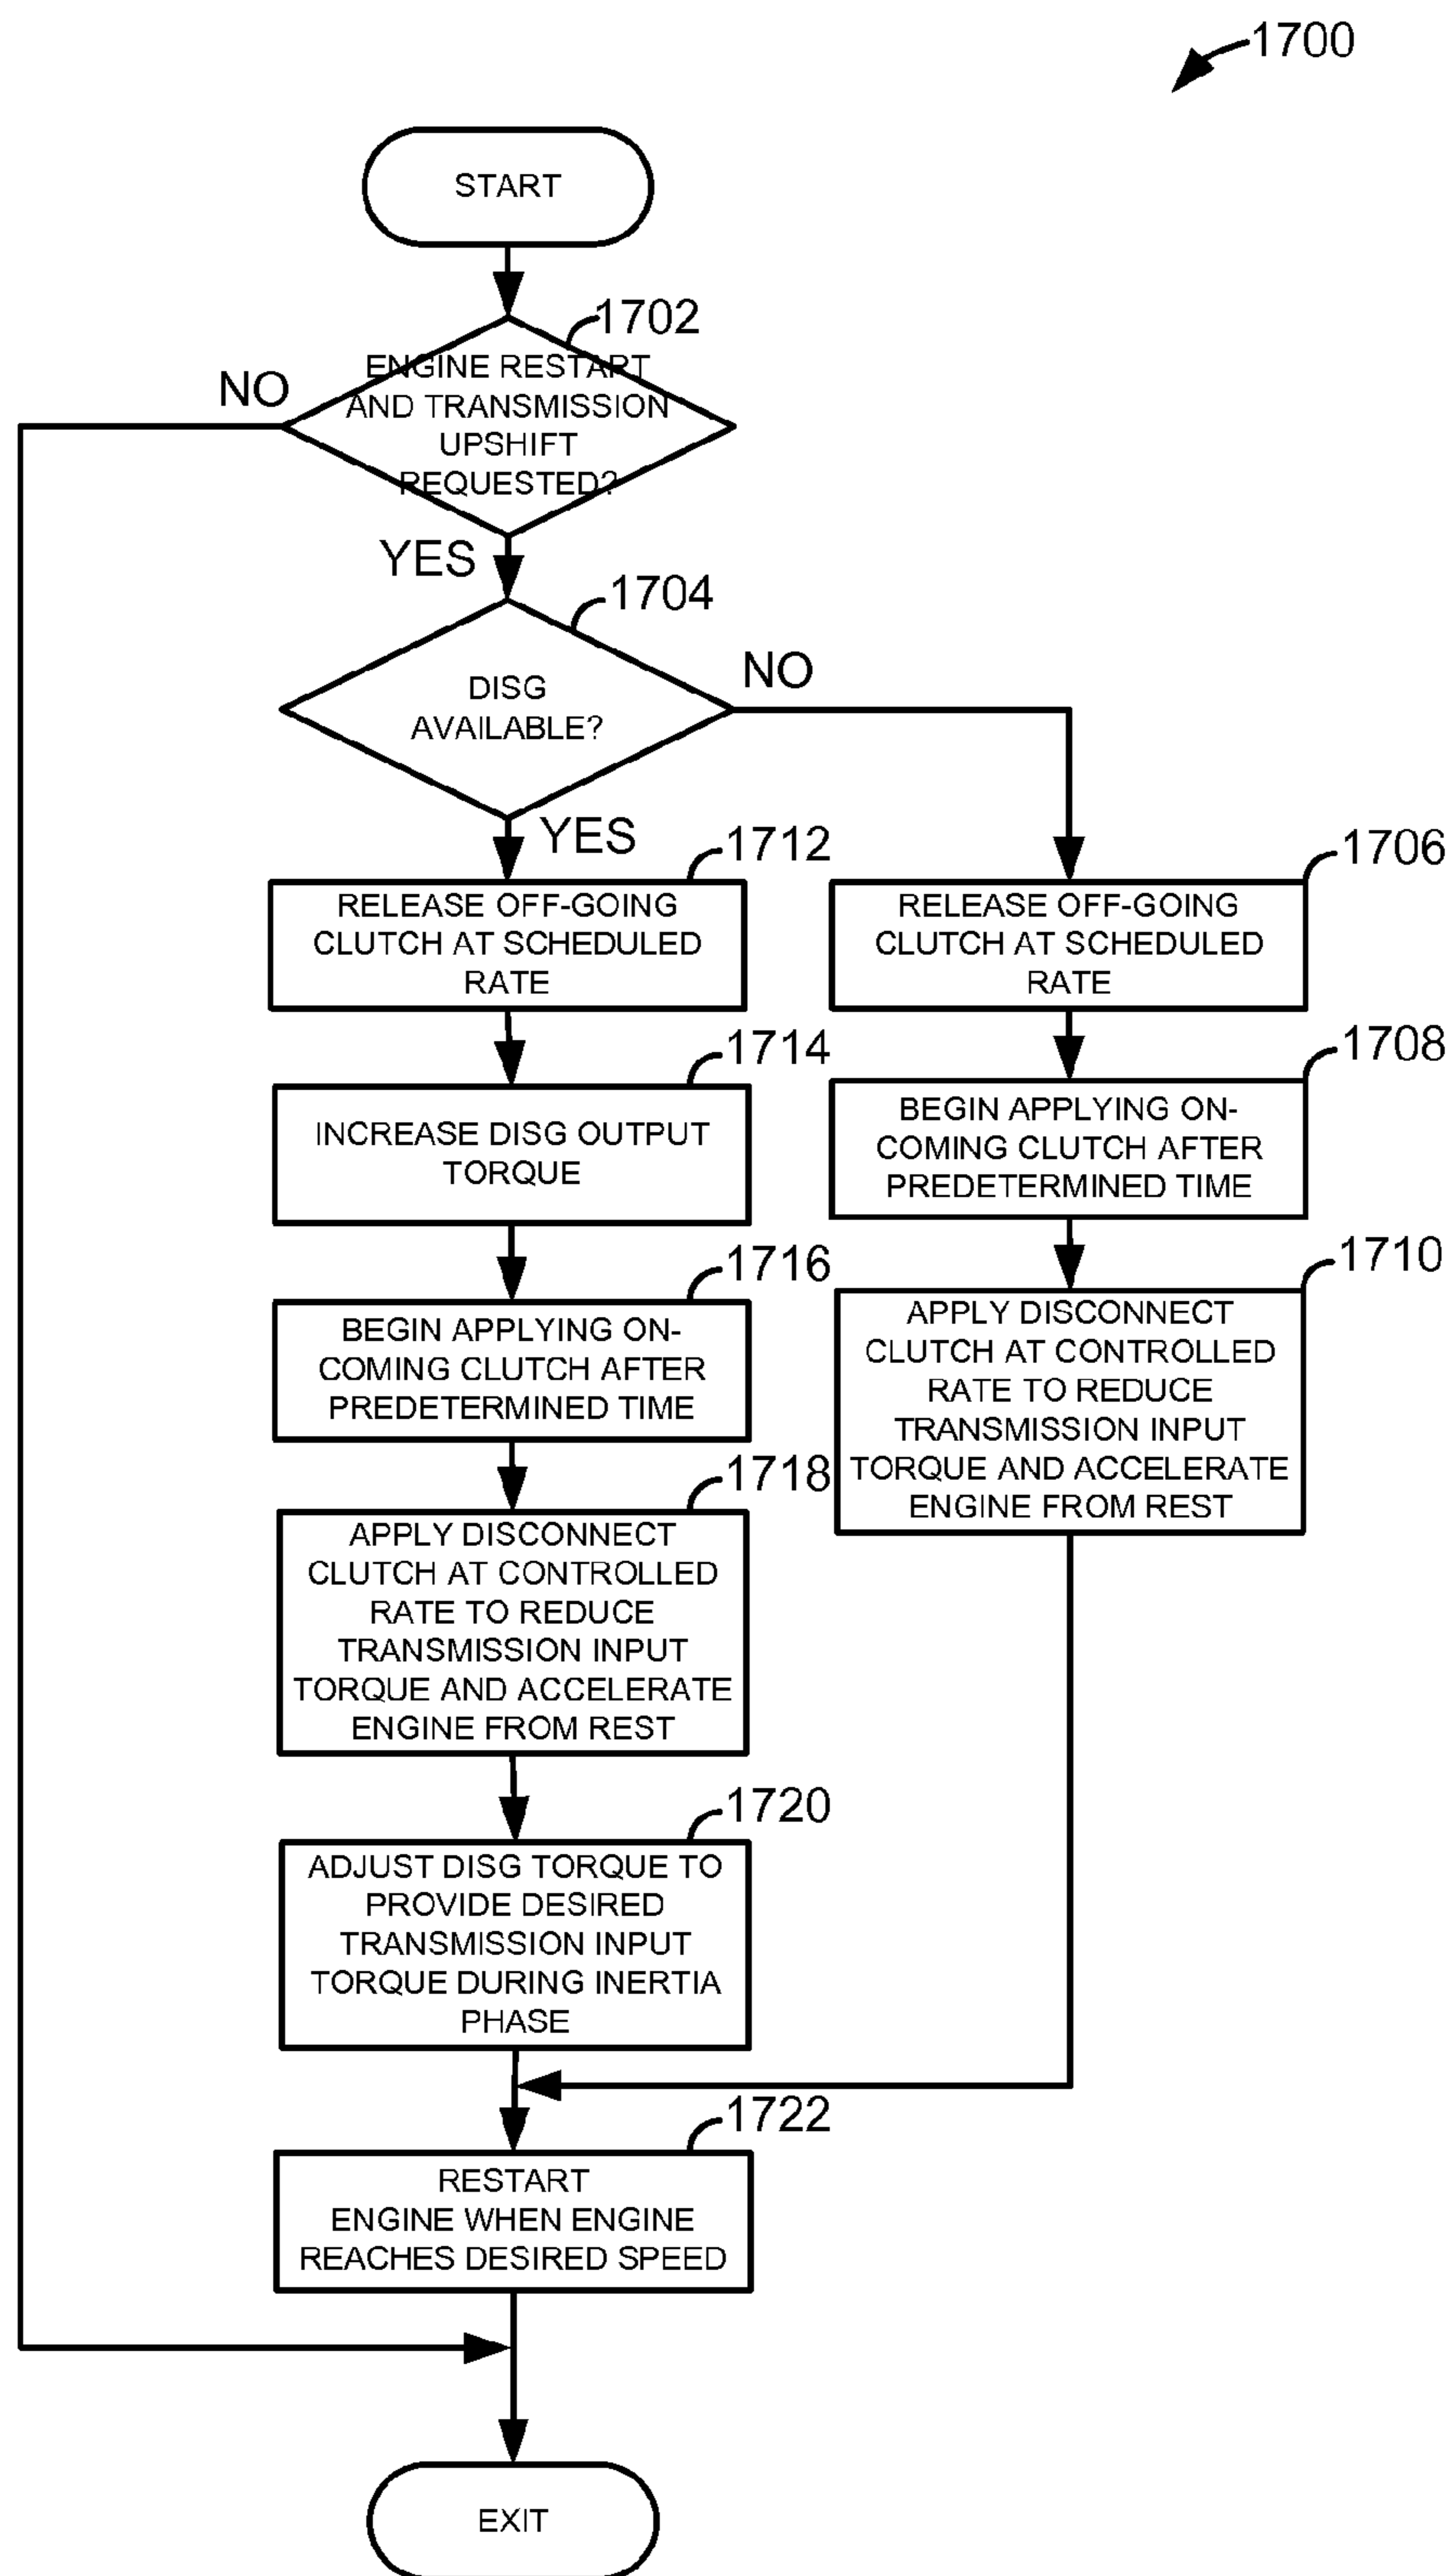 1700
START
1702
ENGINE RESTART
AND TRANSMISSION
UPSHIFT
REQUESTED?
NO
YES
1704
DISG
AVAILABLE?
NO
YES
1712
RELEASE OFF-GOING
CLUTCH AT SCHEDULED
RATE
1706
RELEASE OFF-GOING
CLUTCH AT SCHEDULED
RATE
1714
INCREASE DISG OUTPUT
TORQUE
1708
BEGIN APPLYING ON-
COMING CLUTCH AFTER
PREDETERMINED TIME
1716
BEGIN APPLYING ON-
COMING CLUTCH AFTER
PREDETERMINED TIME
1710
APPLY DISCONNECT
CLUTCH AT CONTROLLED
RATE TO REDUCE
TRANSMISSION INPUT
TORQUE AND ACCELERATE
ENGINE FROM REST
1718
APPLY DISCONNECT
CLUTCH AT CONTROLLED
RATE TO REDUCE
TRANSMISSION INPUT
TORQUE AND ACCELERATE
ENGINE FROM REST
1720
ADJUST DISG TORQUE TO
PROVIDE DESIRED
TRANSMISSION INPUT
TORQUE DURING INERTIA
PHASE
1722
RESTART
ENGINE WHEN ENGINE
REACHES DESIRED SPEED
EXIT